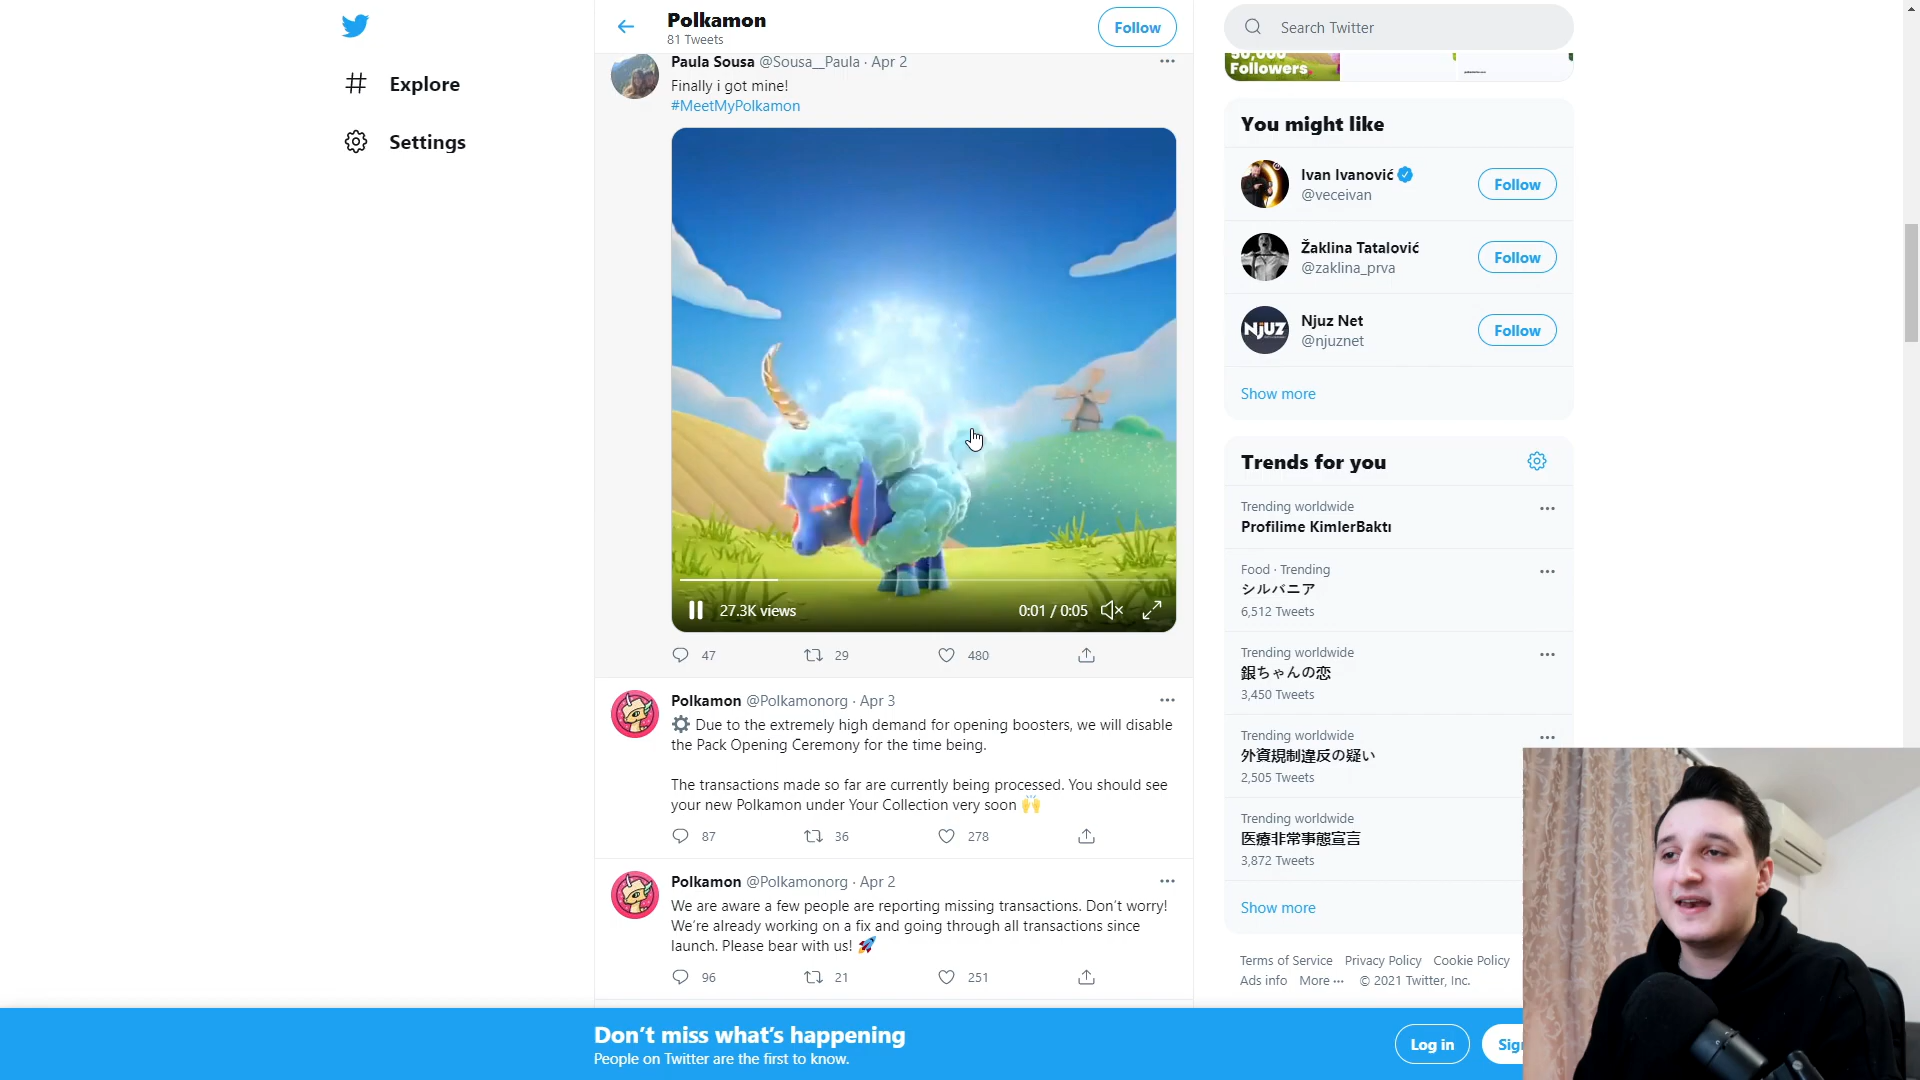 Explore
Settings
Polkamon
81 Tweets
Follow
Paula Sousa @Sousa__Paula · Apr 2
Finally i got mine!
#MeetMyPolkamon
27.3K views
0:01 / 0:05
47
29
480
Polkamon @Polkamonorg · Apr 3
Due to the extremely high demand for opening boosters, we will disable
the Pack Opening Ceremony for the time being.
The transactions made so far are currently being processed. You should see
your new Polkamon under Your Collection very soon 🙌
87
36
278
Polkamon @Polkamonorg · Apr 2
We are aware a few people are reporting missing transactions. Don't worry!
We're already working on a fix and going through all transactions since
launch. Please bear with us! 🚀
96
21
251
Search Twitter
50,000
Followers
You might like
Ivan Ivanović
@veceivan
Follow
Žaklina Tatalović
@zaklina_prva
Follow
NJUZ
Njuz Net
@njuznet
Follow
Show more
Trends for you
Trending worldwide
Profilime KimlerBaktı
Food · Trending
シルバニア
6,512 Tweets
Trending worldwide
銀ちゃんの恋
3,450 Tweets
Trending worldwide
外資規制違反の疑い
2,505 Tweets
Trending worldwide
医療非常事態宣言
3,872 Tweets
Show more
Terms of Service Privacy Policy Cookie Policy
Ads info More ··· © 2021 Twitter, Inc.
Don't miss what's happening
People on Twitter are the first to know.
Log in